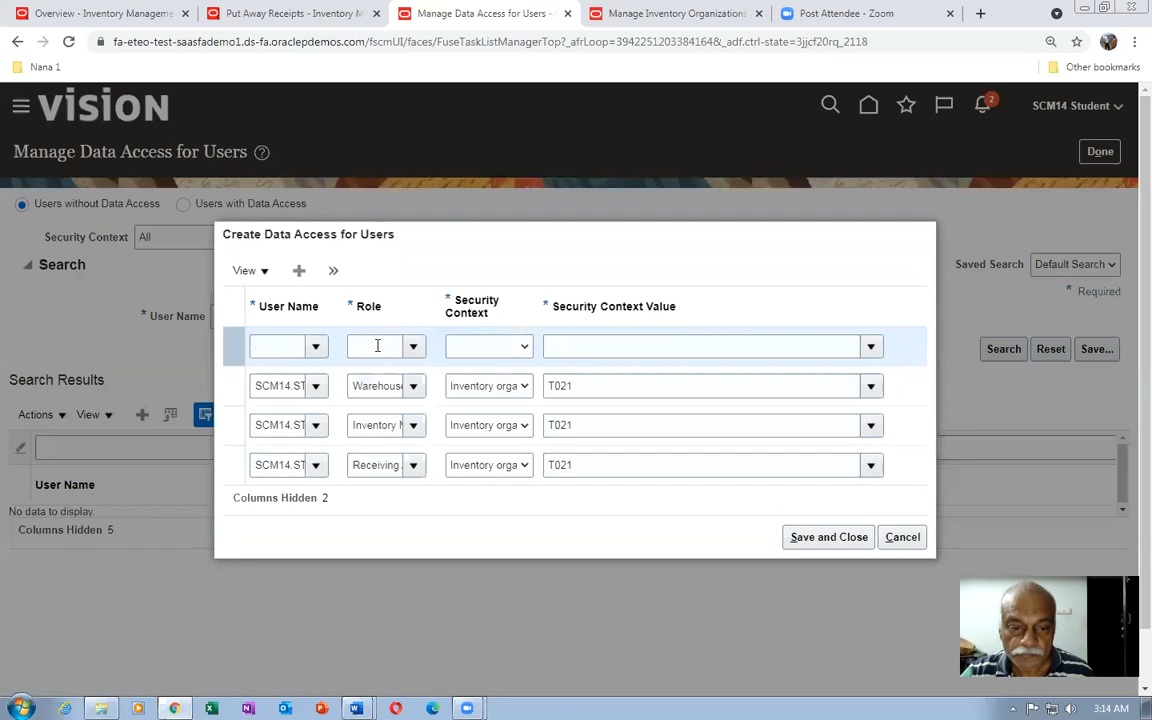 Overview - Inventory Manageme
Put Away Receipts - Inventory M
Manage Data Access for Users -
Manage Inventory Organizations
Post Attendee - Zoom
fa-eteo-test-saasfademo1.ds-fa.oraclepdemos.com/fscmUI/faces/FuseTaskListManagerTop?_afrLoop=3942251203384164&_adf.ctrl-state=3jjcf20rq_2118
Nana 1
Other bookmarks
VISION
2
SCM14 Student
Manage Data Access for Users
Done
Users without Data Access
Users with Data Access
Security Context
All
Search
Saved Search
Default Search
* Required
* User Name
Search
Reset
Save...
Search Results
Actions
View
User Name
No data to display.
Columns Hidden 5
Create Data Access for Users
View
* User Name
* Role
* Security Context
* Security Context Value
SCM14.ST
Warehouse
Inventory orga
T021
SCM14.ST
Inventory M
Inventory orga
T021
SCM14.ST
Receiving
Inventory orga
T021
Columns Hidden 2
Save and Close
Cancel
3:14 AM